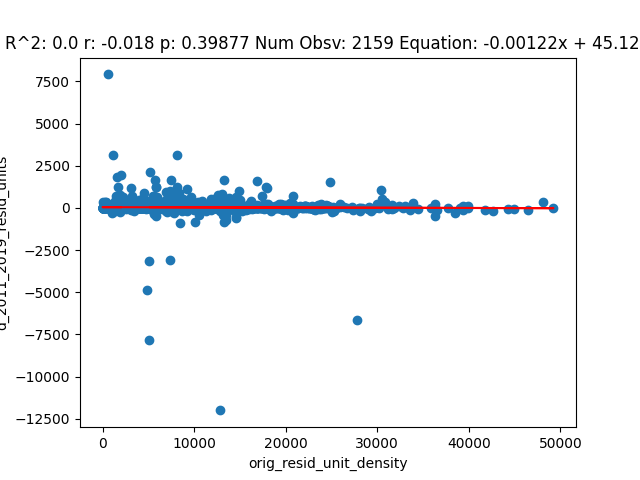 R^2: 0.0 r: -0.018 p: 0.39877 Num Obsv: 2159 Equation: -0.00122x + 45.12
7500
5000
2500
0
−2500
−5000
−7500
−10000
−12500
d_2011_2019_resid_units
0 10000 20000 30000 40000 50000
orig_resid_unit_density